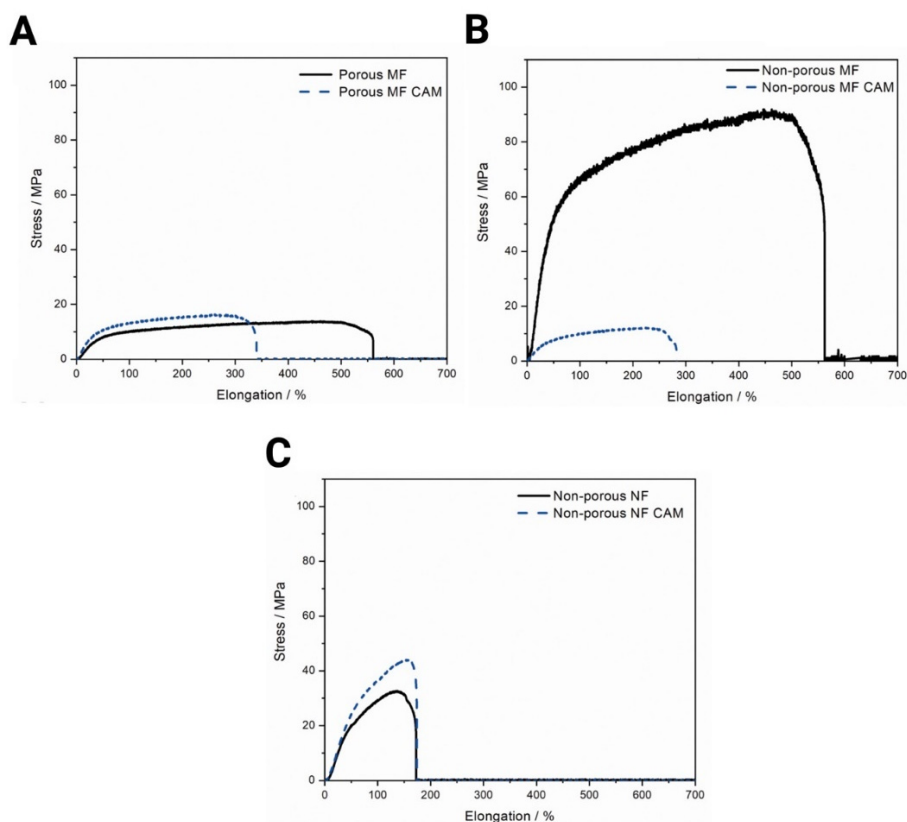 A
Porous MF
Porous MF CAM
Stress / MPa
100
80
60
40
20
0
0 100 200 300 400 500 600 700
Elongation / %
B
Non-porous MF
Non-porous MF CAM
Stress / MPa
100
80
60
40
20
0
0 100 200 300 400 500 600 700
Elongation / %
C
Non-porous NF
Non-porous NF CAM
Stress / MPa
100
80
60
40
20
0
0 100 200 300 400 500 600 700
Elongation / %